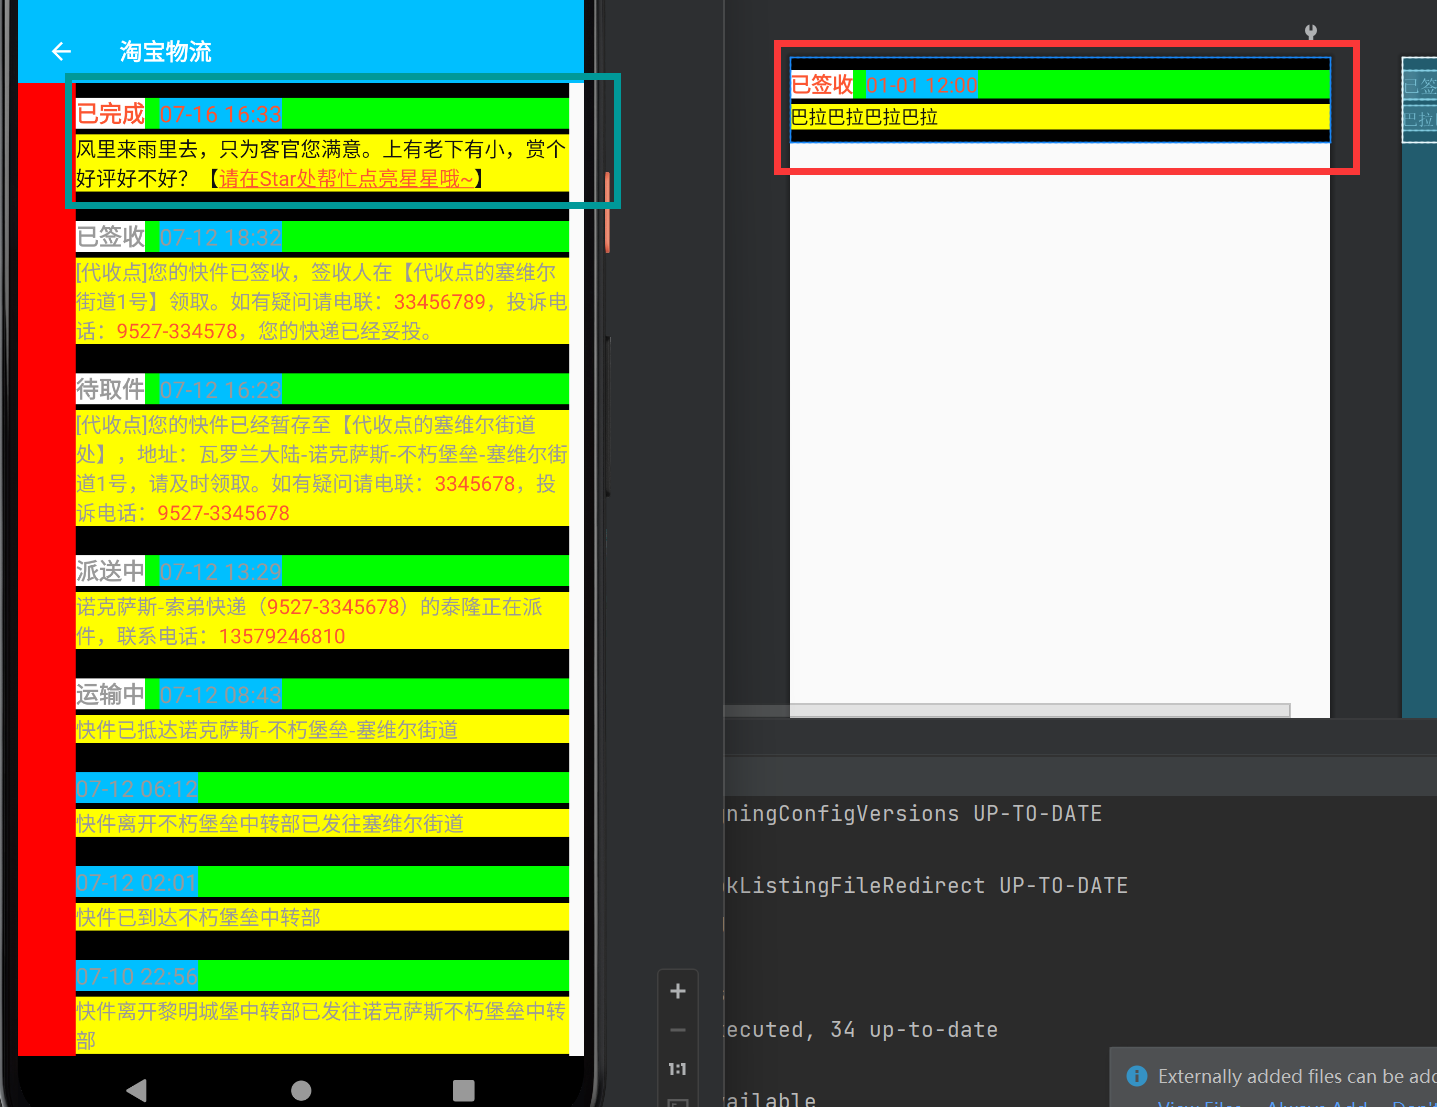 淘宝物流
已完成 07-16 16:33
风里来雨里去，只为客官您满意。上有老下有小，赏个
好评好不好？【请在Star处帮忙点亮星星哦~】
已签收 07-12 18:32
[代收点]您的快件已签收，签收人在【代收点的塞维尔
街道1号】领取。如有疑问请电联：33456789，投诉电
话：9527-334578，您的快递已经妥投。
待取件 07-12 16:23
[代收点]您的快件已经暂存至【代收点的塞维尔街道
处】，地址：瓦罗兰大陆-诺克萨斯-不朽堡垒-塞维尔街
道1号，请及时领取。如有疑问请电联：3345678，投
诉电话：9527-3345678
派送中 07-12 13:29
诺克萨斯-索弟快递（9527-3345678）的泰隆正在派
件，联系电话：13579246810
运输中 07-12 08:43
快件已抵达诺克萨斯-不朽堡垒-塞维尔街道
07-12 06:12
快件离开不朽堡垒中转部已发往塞维尔街道
07-12 02:01
快件已到达不朽堡垒中转部
07-10 22:56
快件离开黎明城堡中转部已发往诺克萨斯不朽堡垒中转
部
已签收 01-01 12:00
巴拉巴拉巴拉巴拉
已签
巴拉
1:1
ningConfigVersions UP-TO-DATE
kListingFileRedirect UP-TO-DATE
ecuted, 34 up-to-date
vailable
Externally added files can be add
View Files Always Add Don't